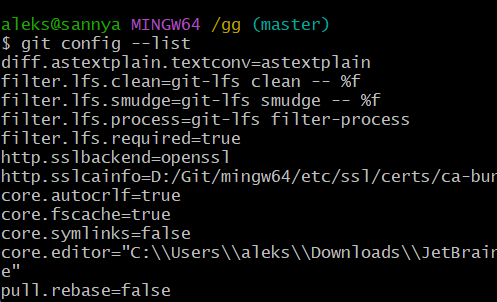 aleks@sannya MINGW64 /gg (master)
$ git config --list
diff.astextplain.textconv=astextplain
filter.lfs.clean=git-lfs clean -- %f
filter.lfs.smudge=git-lfs smudge -- %f
filter.lfs.process=git-lfs filter-process
filter.lfs.required=true
http.sslbackend=openssl
http.sslcainfo=D:/Git/mingw64/etc/ssl/certs/ca-bun
core.autocrlf=true
core.fscache=true
core.symlinks=false
core.editor="C:\\Users\\aleks\\Downloads\\JetBrain
e"
pull.rebase=false